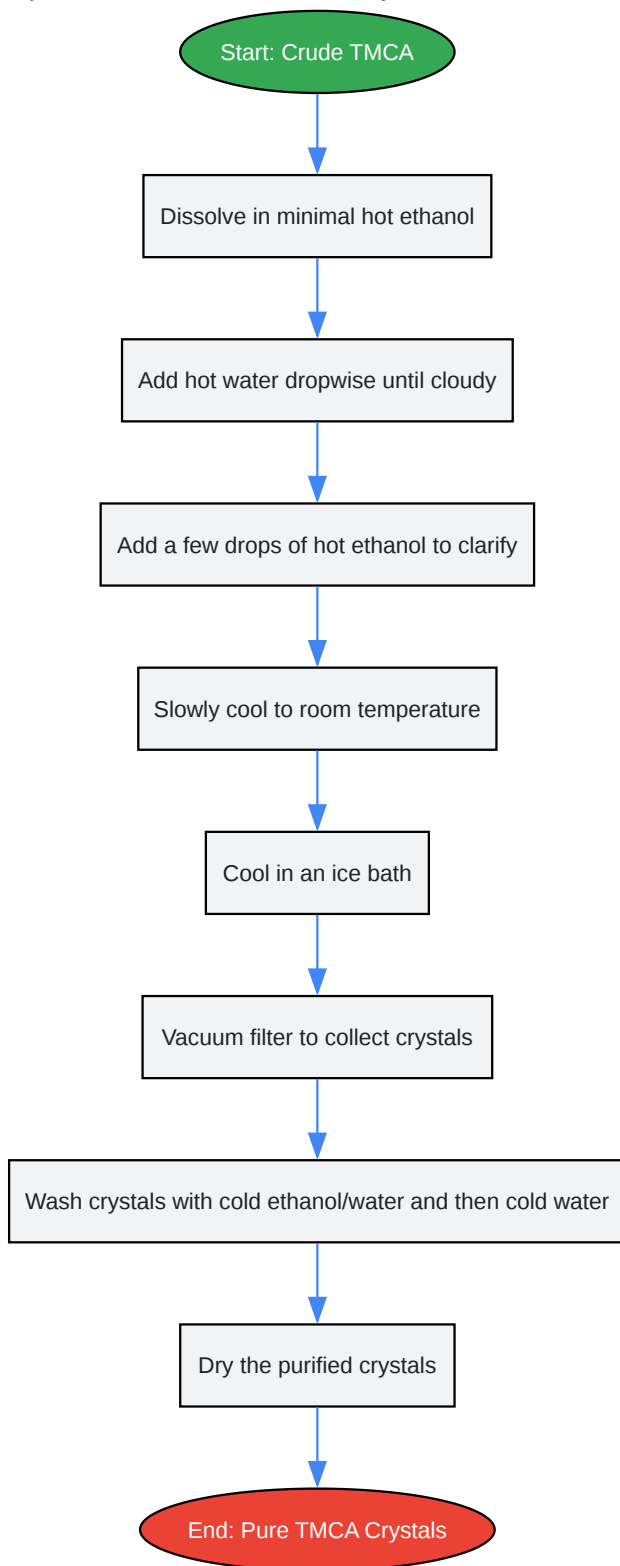 Start: Crude TMCA
Dissolve in minimal hot ethanol
Add hot water dropwise until cloudy
Add a few drops of hot ethanol to clarify
Slowly cool to room temperature
Cool in an ice bath
Vacuum filter to collect crystals
Wash crystals with cold ethanol/water and then cold water
Dry the purified crystals
End: Pure TMCA Crystals